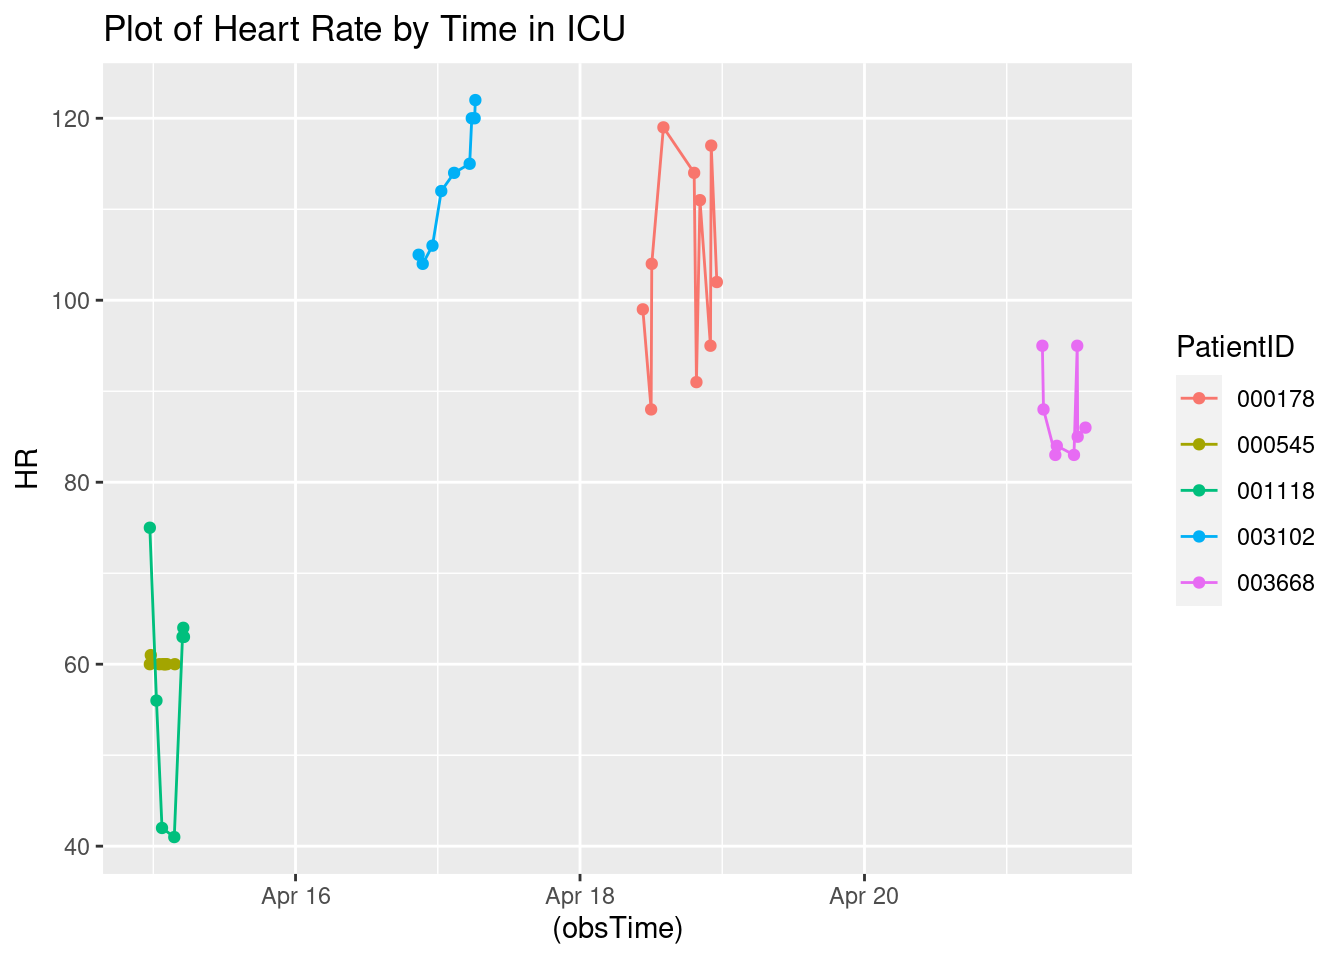 Plot of Heart Rate by Time in ICU
120
100
80
60
40
HR
Apr 16
Apr 18
Apr 20
(obsTime)
PatientID
000178
000545
001118
003102
003668